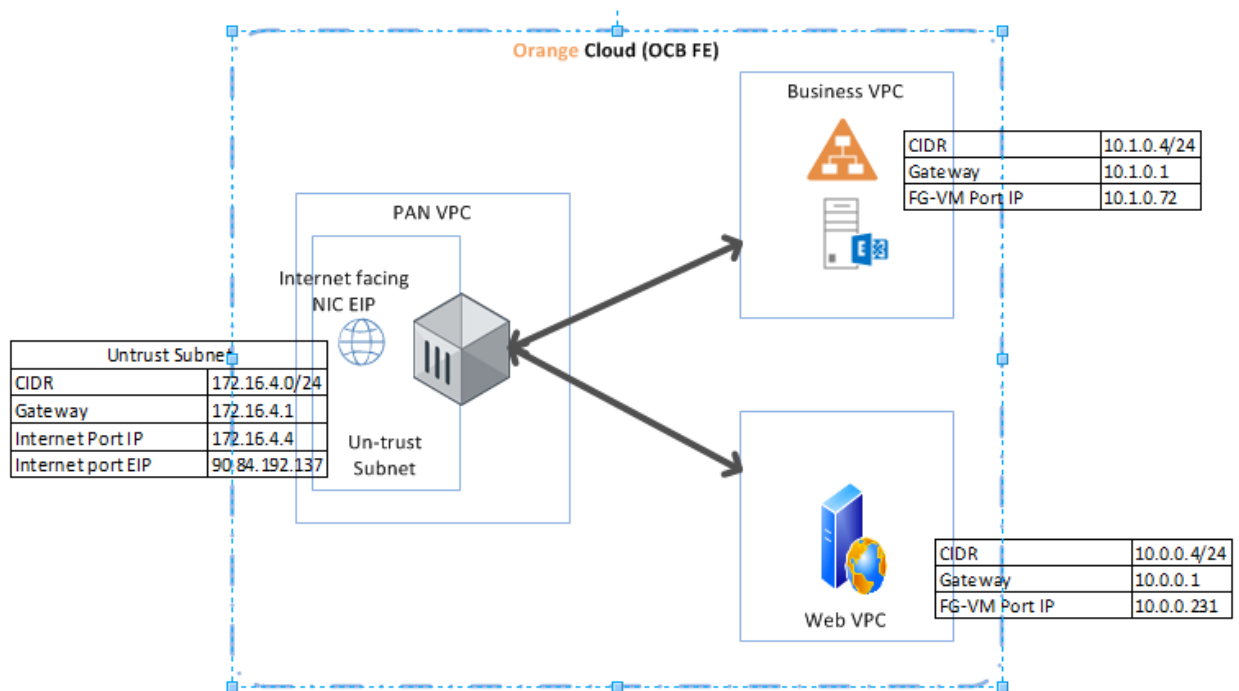 Orange Cloud (OCB FE)
Business VPC
CIDR 10.1.0.4/24
Gateway 10.1.0.1
FG-VM Port IP 10.1.0.72
PAN VPC
Internet facing
NIC EIP
Untrust Subnet
CIDR 172.16.4.0/24
Gateway 172.16.4.1
Internet Port IP 172.16.4.4
Internet port EIP 90.84.192.137
Un-trust
Subnet
CIDR 10.0.0.4/24
Gateway 10.0.0.1
FG-VM Port IP 10.0.0.231
Web VPC